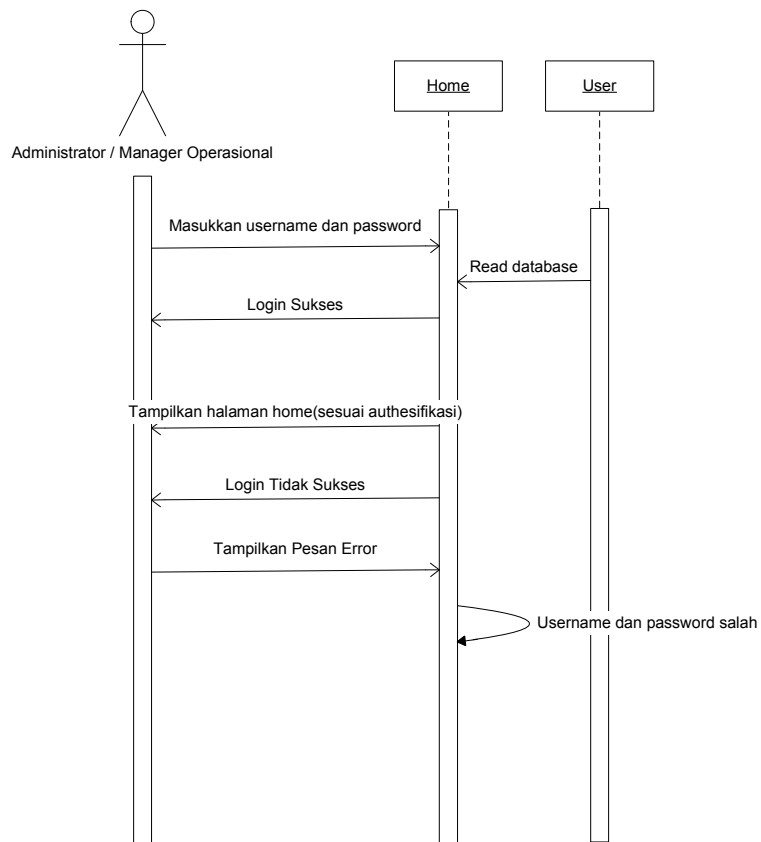 Home
User
Administrator / Manager Operasional
Masukkan username dan password
Read database
Login Sukses
Tampilkan halaman home(sesuai authesifikasi)
Login Tidak Sukses
Tampilkan Pesan Error
Username dan password salah